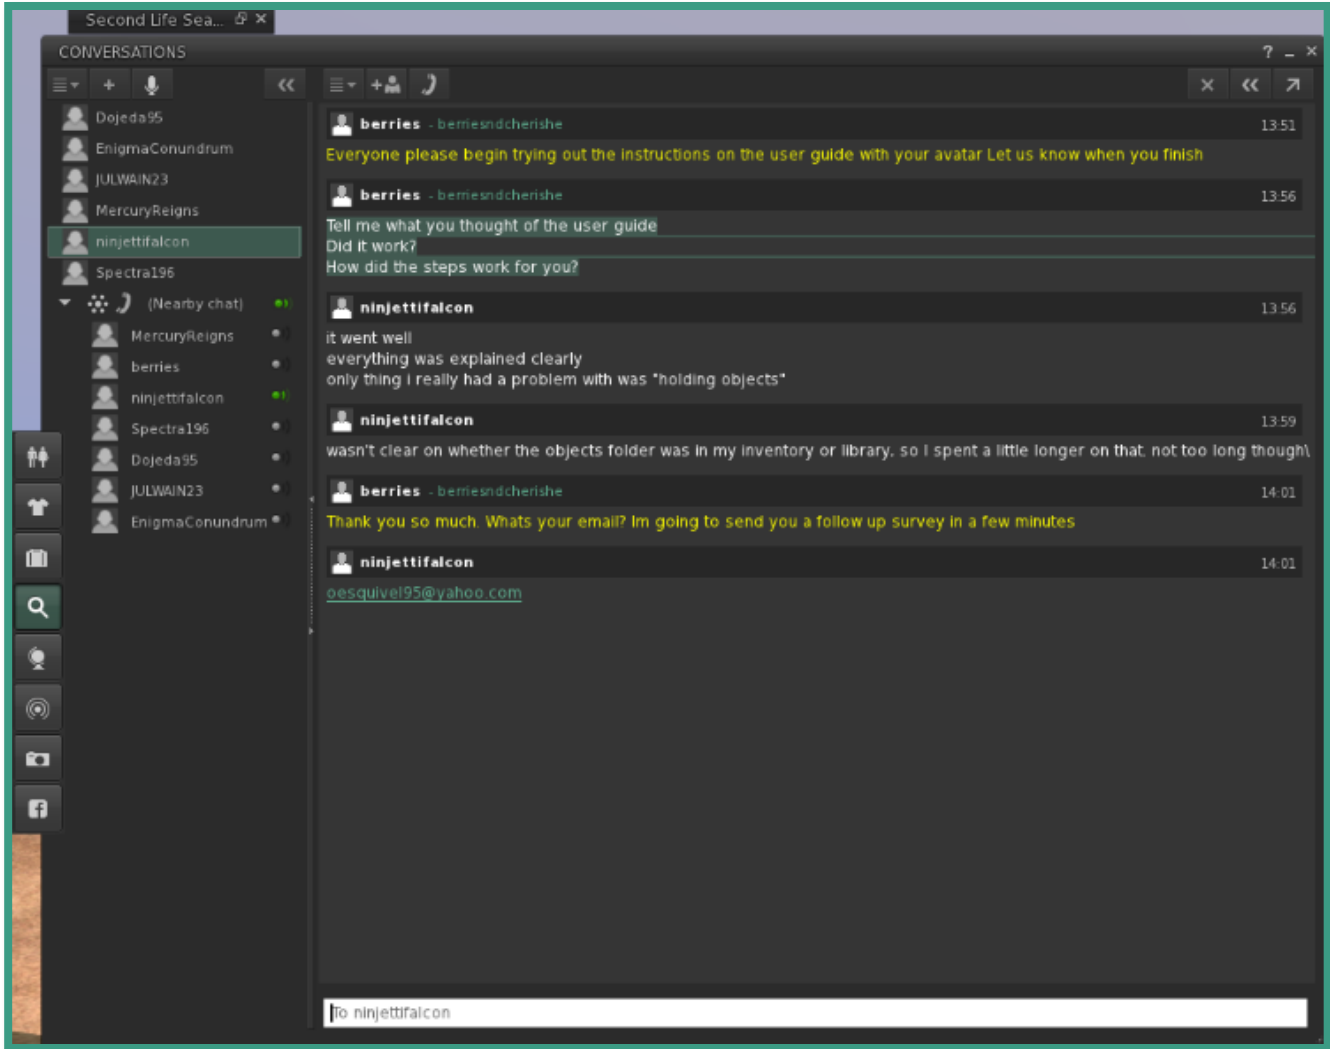 Second Life Sea...
CONVERSATIONS
Dojeda95
EnigmaConundrum
JULWAIN23
MercuryReigns
ninjettifalcon
Spectra196
(Nearby chat)
MercuryReigns
berries
ninjettifalcon
Spectra196
Dojeda95
JULWAIN23
EnigmaConundrum
berries - berriesndcherishe 13:51
Everyone please begin trying out the instructions on the user guide with your avatar Let us know when you finish
berries - berriesndcherishe 13:56
Tell me what you thought of the user guide
Did it work?
How did the steps work for you?
ninjettifalcon 13:56
it went well
everything was explained clearly
only thing i really had a problem with was "holding objects"
ninjettifalcon 13:59
wasn't clear on whether the objects folder was in my inventory or library. so I spent a little longer on that. not too long though\
berries - berriesndcherishe 14:01
Thank you so much. Whats your email? Im going to send you a follow up survey in a few minutes
ninjettifalcon 14:01
oesquivel95@yahoo.com
To ninjettifalcon